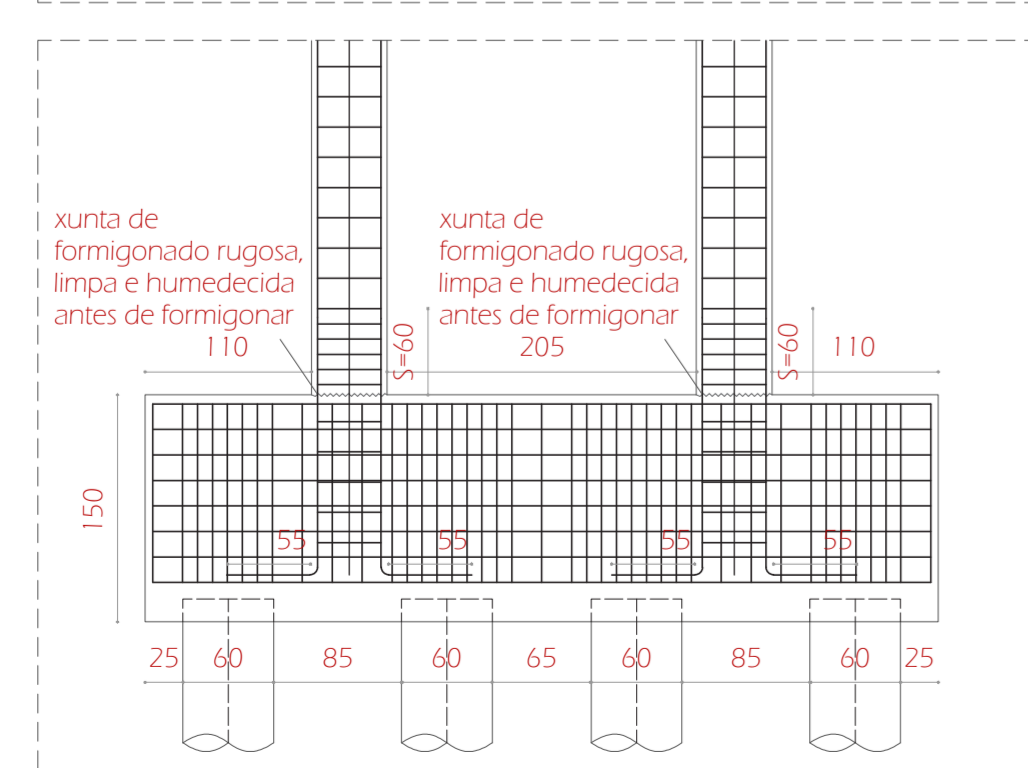 xunta de
formigonado rugosa,
limpa e humedecida
antes de formigonar
xunta de
formigonado rugosa,
limpa e humedecida
antes de formigonar
110
S=60
205
S=60
110
150
55
55
55
55
25
60
85
60
65
60
85
60
25